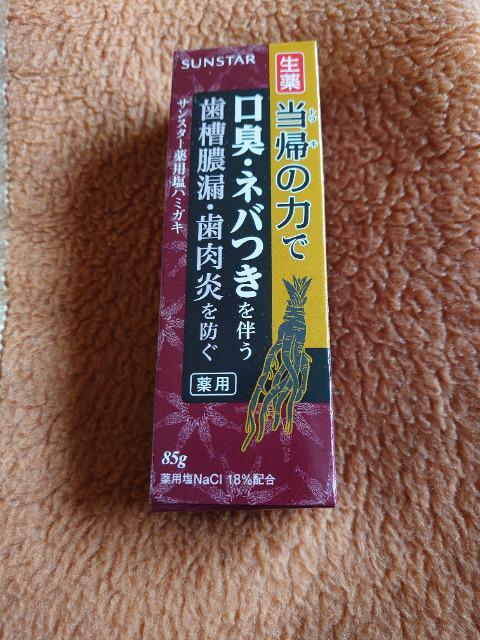 SUNSTAR
生薬
トウキ
当帰の力で
口臭・ネバつきを伴う
歯槽膿漏・歯肉炎を防ぐ
サンスター薬用塩ハミガキ
薬用
85g
薬用塩NaCl 18%配合